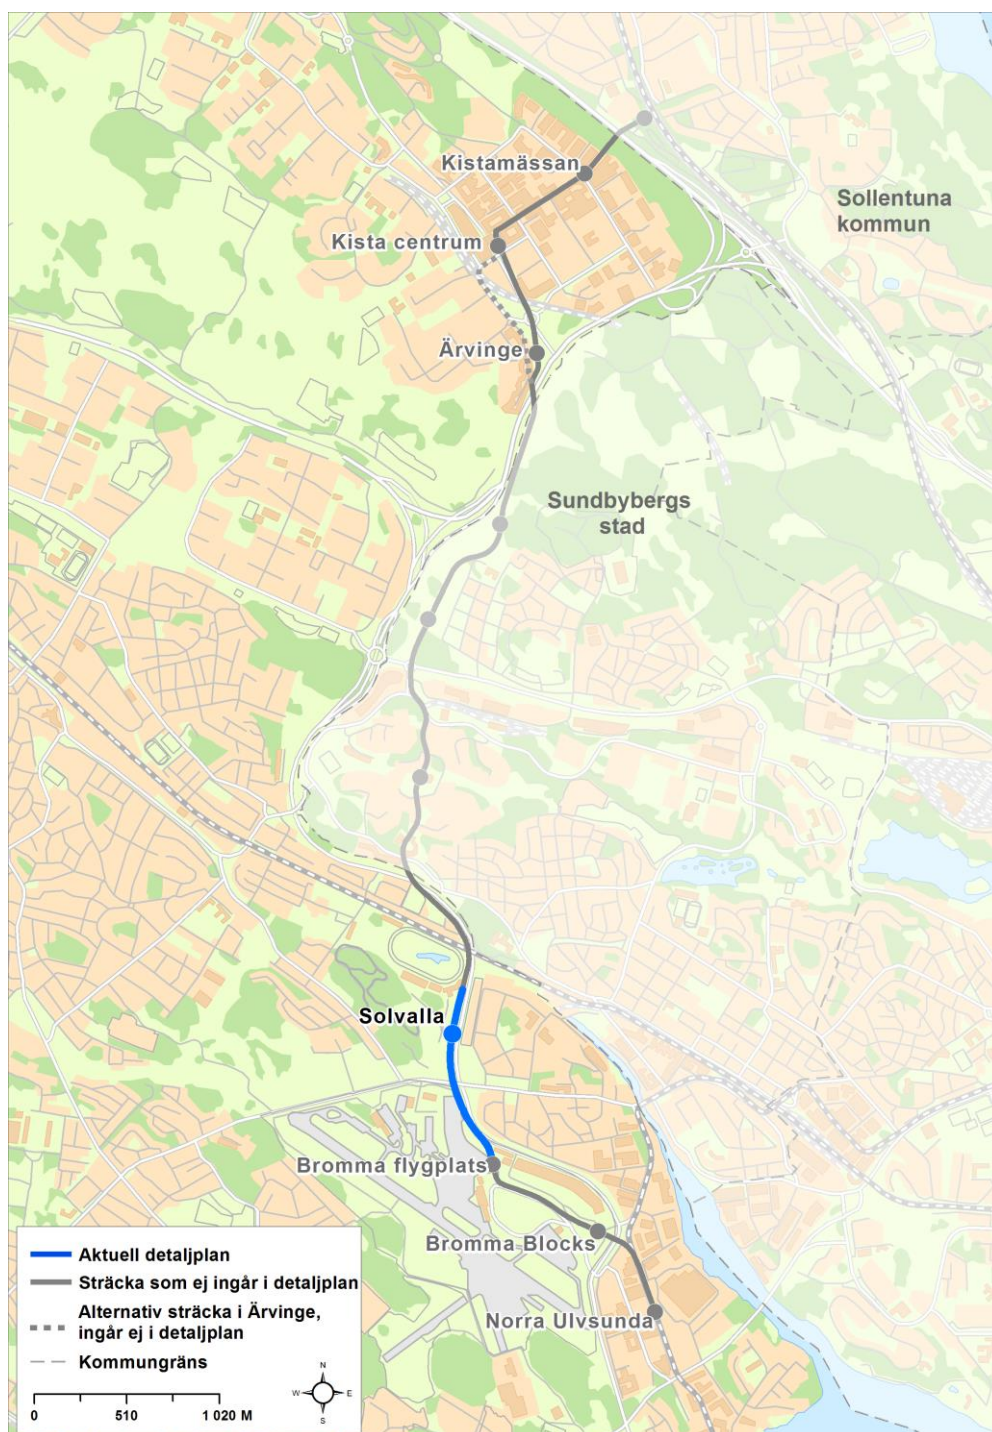 Kistamässan
Sollentuna
kommun
Kista centrum
Ärvinge
Sundbybergs
stad
Solvalla
Bromma flygplats
Bromma Blocks
Norra Ulvsunda
Aktuell detaljplan
Sträcka som ej ingår i detaljplan
Alternativ sträcka i Ärvinge,
ingår ej i detaljplan
Kommungräns
N
W E
S
0 510 1 020 M